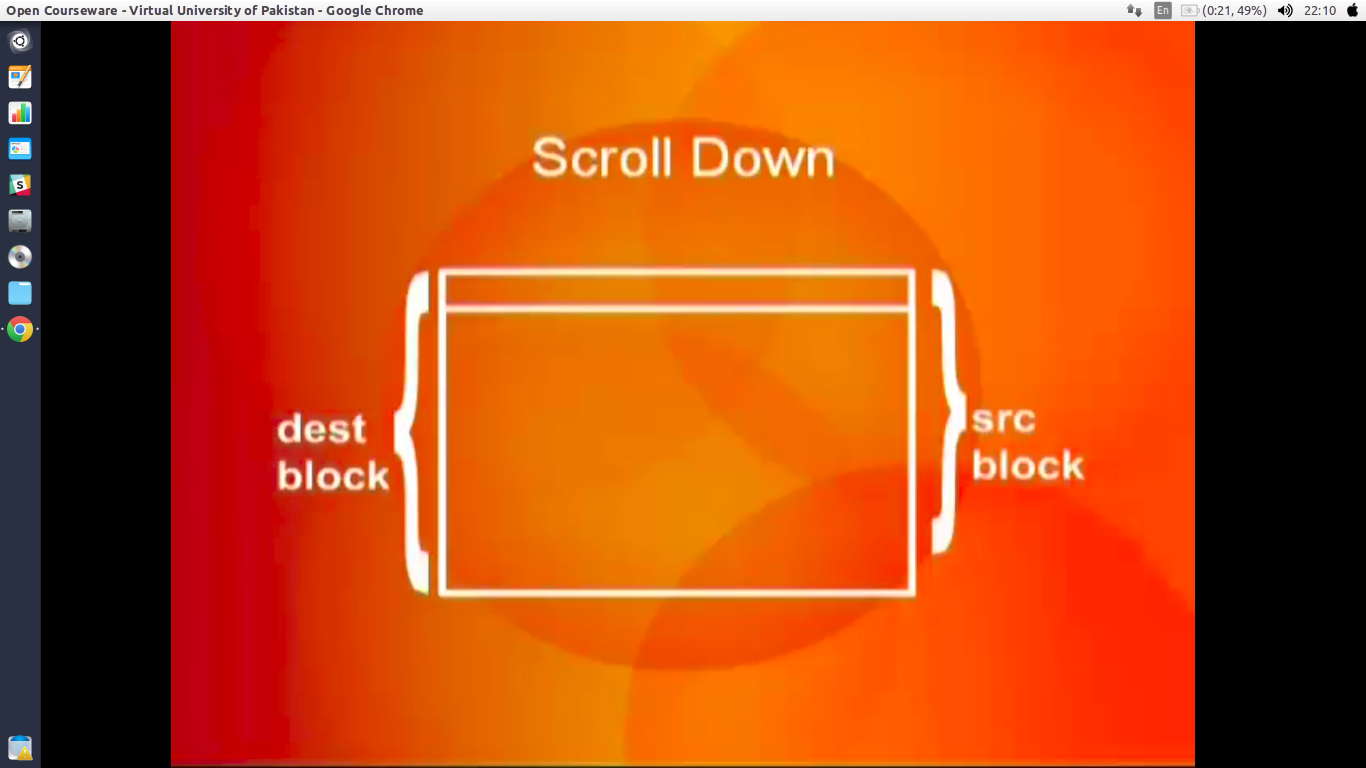 Open Courseware - Virtual University of Pakistan - Google Chrome
En
(0:21, 49%)
22:10
S
Scroll Down
dest
block
src
block